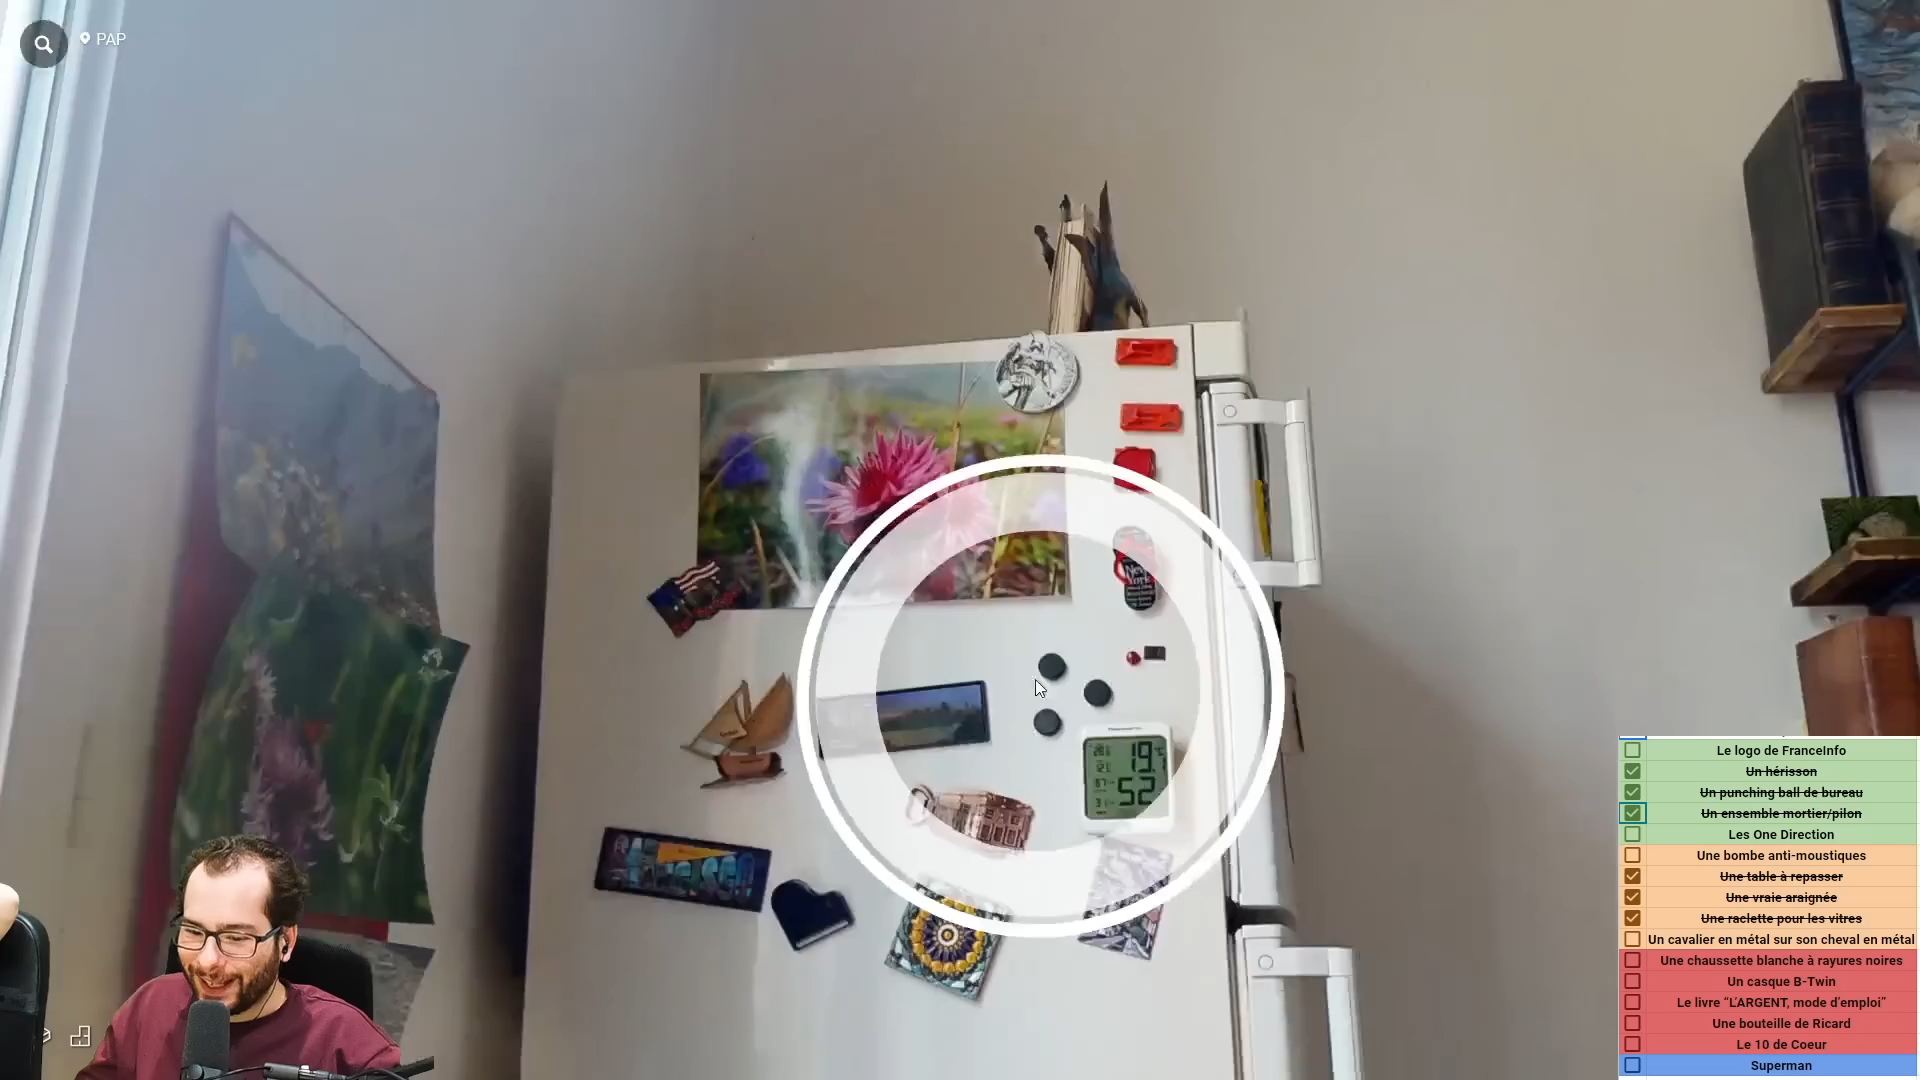 PAP
New
York
19.1
52
Le logo de FranceInfo
Un hérisson
Un punching ball de bureau
Un ensemble mortier/pilon
Les One Direction
Une bombe anti-moustiques
Une table à repasser
Une vraie araignée
Une raclette pour les vitres
Un cavalier en métal sur son cheval en métal
Une chaussette blanche à rayures noires
Un casque B-Twin
Le livre “L’ARGENT, mode d’emploi”
Une bouteille de Ricard
Le 10 de Coeur
Superman